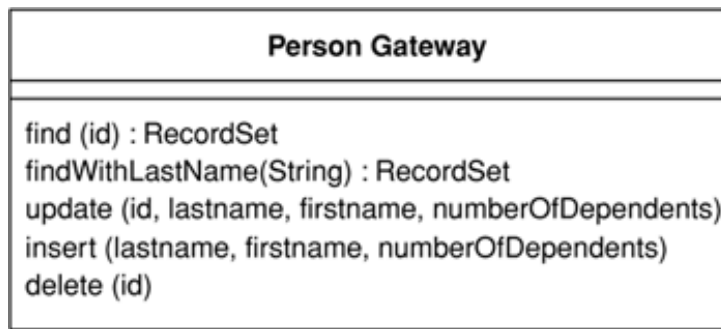 Person Gateway
find (id) : RecordSet
findWithLastName(String) : RecordSet
update (id, lastname, firstname, numberOfDependents)
insert (lastname, firstname, numberOfDependents)
delete (id)